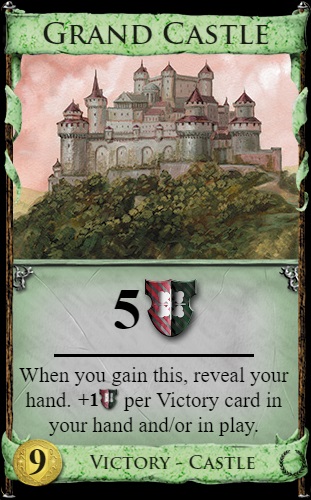 GRAND CASTLE
5
When you gain this, reveal your
hand. +1 per Victory card in
your hand and/or in play.
9
VICTORY - CASTLE